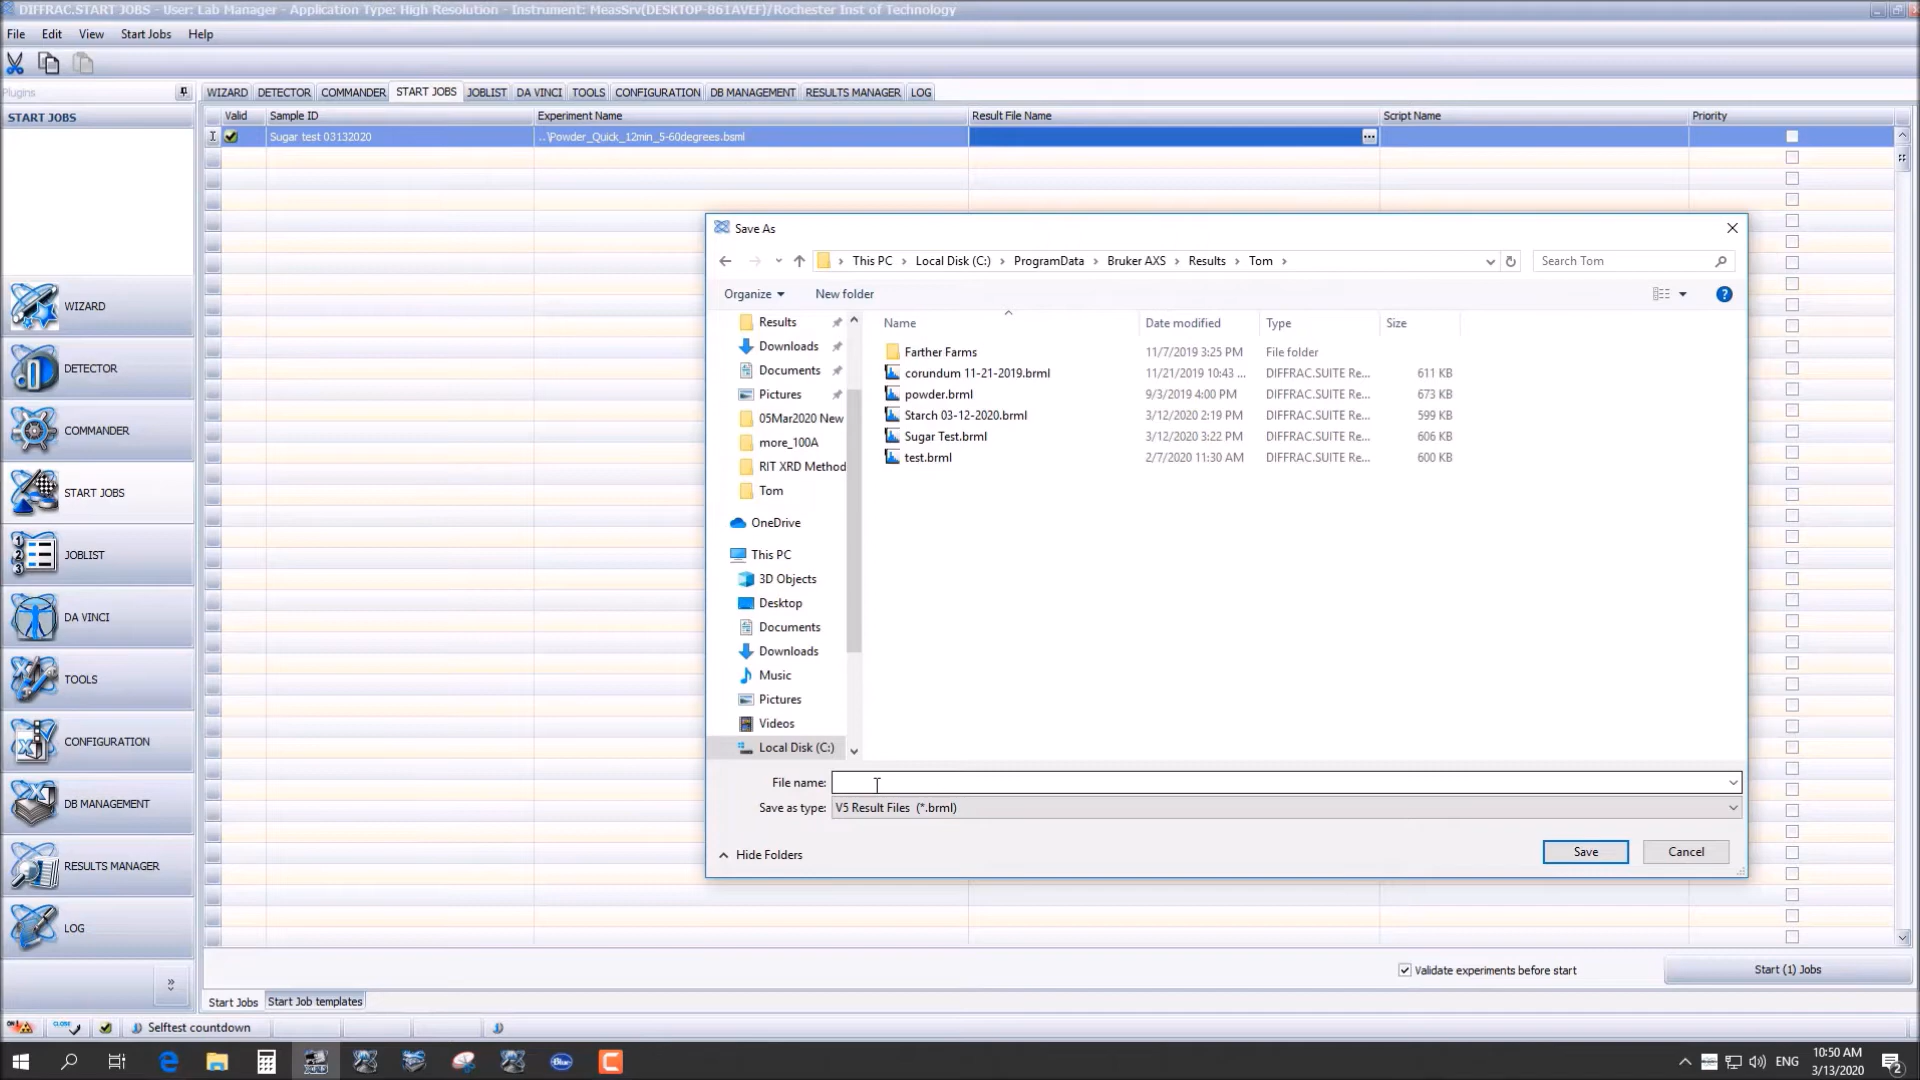 DIFFRAC.START JOBS - User: Lab Manager - Application Type: High Resolution - Instrument: MeasSrv(DESKTOP-861AVEF)/Rochester Inst of Technology
File Edit View Start Jobs Help
Plugins
WIZARD DETECTOR COMMANDER START JOBS JOBLIST DA VINCI TOOLS CONFIGURATION DB MANAGEMENT RESULTS MANAGER LOG
START JOBS
Valid Sample ID Experiment Name Result File Name Script Name Priority
Sugar test 03132020 ..\Powder_Quick_12min_5-60degrees.bsml ...
Save As
This PC > Local Disk (C:) > ProgramData > Bruker AXS > Results > Tom >
Search Tom
Organize New folder
Name Date modified Type Size
Results
Downloads
Documents
Pictures
05Mar2020 New
more_100A
RIT XRD Method
Tom
OneDrive
This PC
3D Objects
Desktop
Documents
Downloads
Music
Pictures
Videos
Local Disk (C:)
Farther Farms 11/7/2019 3:25 PM File folder
corundum 11-21-2019.brml 11/21/2019 10:43 ... DIFFRAC.SUITE Re... 611 KB
powder.brml 9/3/2019 4:00 PM DIFFRAC.SUITE Re... 673 KB
Starch 03-12-2020.brml 3/12/2020 2:19 PM DIFFRAC.SUITE Re... 599 KB
Sugar Test.brml 3/12/2020 3:22 PM DIFFRAC.SUITE Re... 606 KB
test.brml 2/7/2020 11:30 AM DIFFRAC.SUITE Re... 600 KB
File name:
Save as type: V5 Result Files (*.brml)
Hide Folders
Save Cancel
WIZARD
DETECTOR
COMMANDER
START JOBS
JOBLIST
DA VINCI
TOOLS
CONFIGURATION
DB MANAGEMENT
RESULTS MANAGER
LOG
Validate experiments before start Start (1) Jobs
Start Jobs Start Job templates
ON CLOSE Selftest countdown
Blue
ENG
10:50 AM
3/13/2020
2